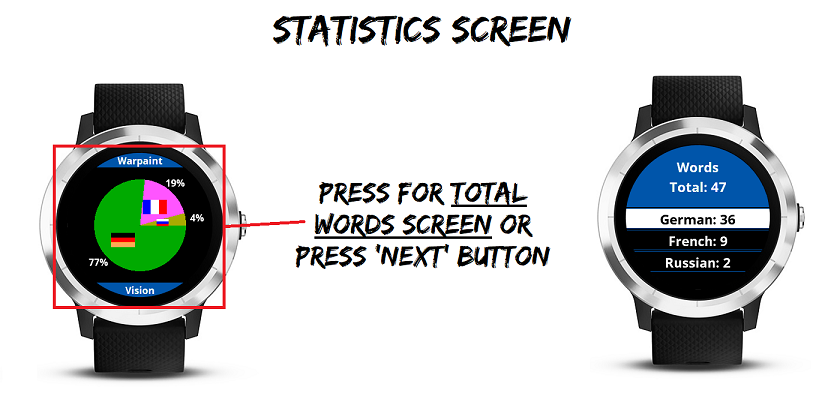 STATISTICS SCREEN
Warpaint
19%
4%
77%
Vision
PRESS FOR TOTAL
WORDS SCREEN OR
PRESS 'NEXT' BUTTON
Words
Total: 47
German: 36
French: 9
Russian: 2